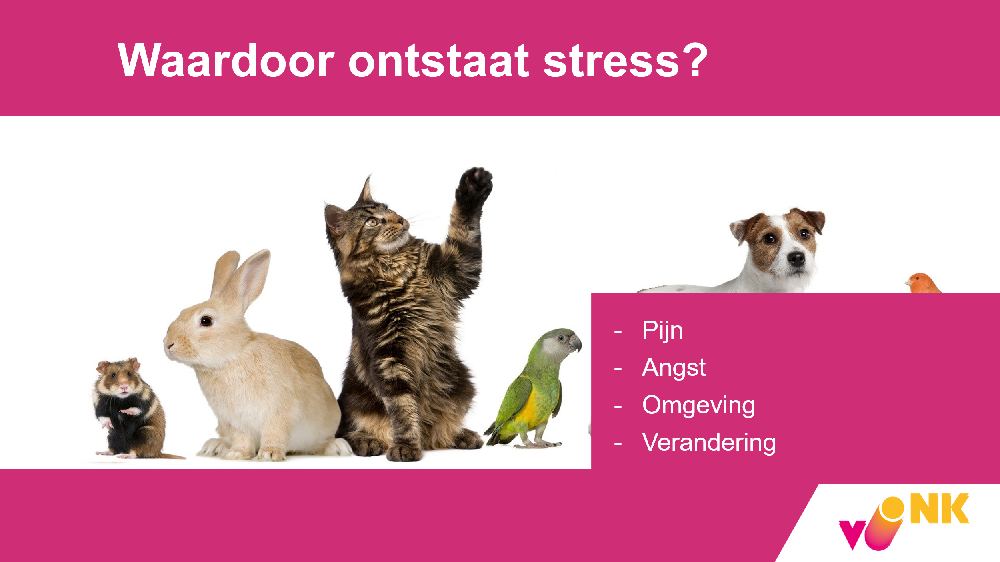 Waardoor ontstaat stress?
- Pijn
- Angst
- Omgeving
- Verandering
VONK